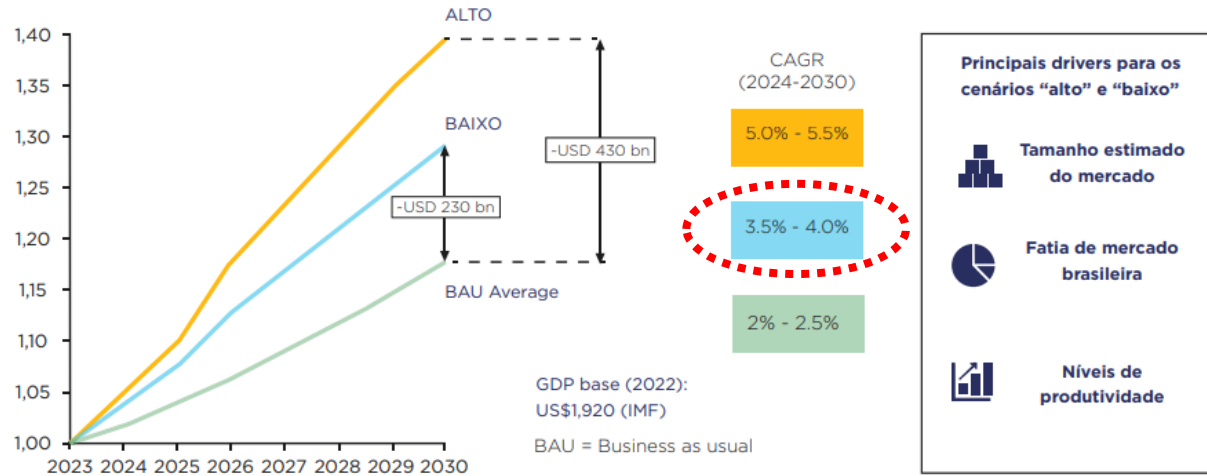 ALTO
1,40
1,35
1,30
1,25
1,20
1,15
1,10
1,05
1,00
BAIXO
BAU Average
-USD 230 bn
-USD 430 bn
2023 2024 2025 2026 2027 2028 2029 2030
CAGR
(2024-2030)
5.0% - 5.5%
3.5% - 4.0%
2% - 2.5%
GDP base (2022):
US$1,920 (IMF)
BAU = Business as usual
Principais drivers para os
cenários “alto” e “baixo”
Tamanho estimado
do mercado
Fatia de mercado
brasileira
Níveis de
produtividade